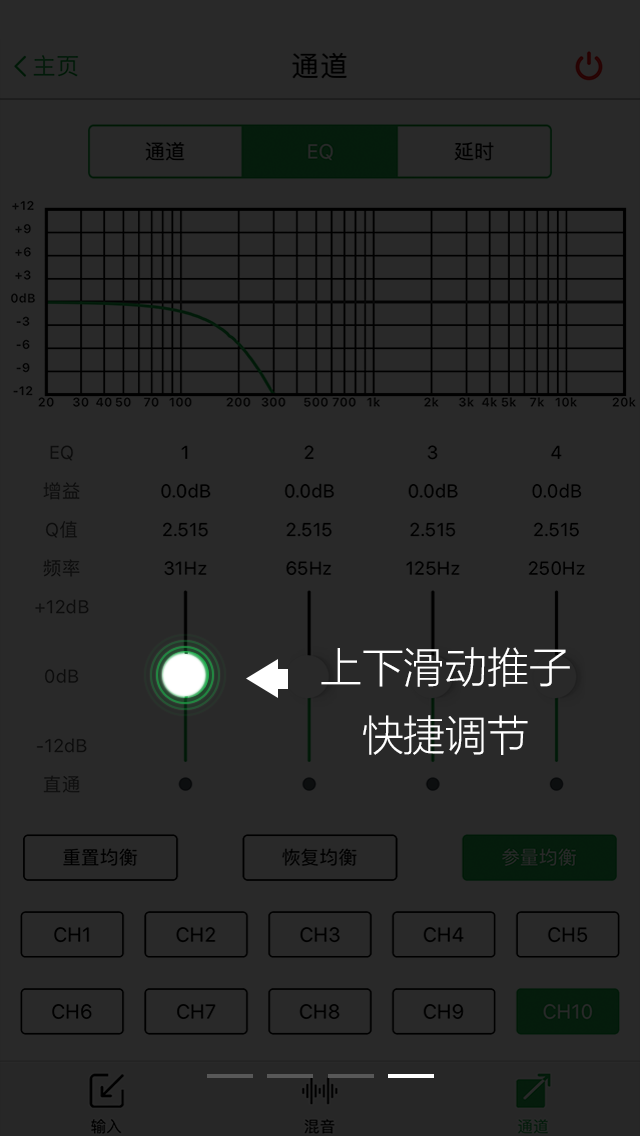 主页 通道
通道 EQ 延时
+12
+9
+6
+3
0dB
-3
-6
-9
-12
20 30 40 50 70 100 200 300 500 700 1k 2k 3k 4k 5k 7k 10k 20k
EQ 1 2 3 4
增益 0.0dB 0.0dB 0.0dB 0.0dB
Q值 2.515 2.515 2.515 2.515
频率 31Hz 65Hz 125Hz 250Hz
+12dB
0dB 上下滑动推子
快捷调节
-12dB
直通
重置均衡 恢复均衡 参量均衡
CH1 CH2 CH3 CH4 CH5
CH6 CH7 CH8 CH9 CH10
输入 混音 通道